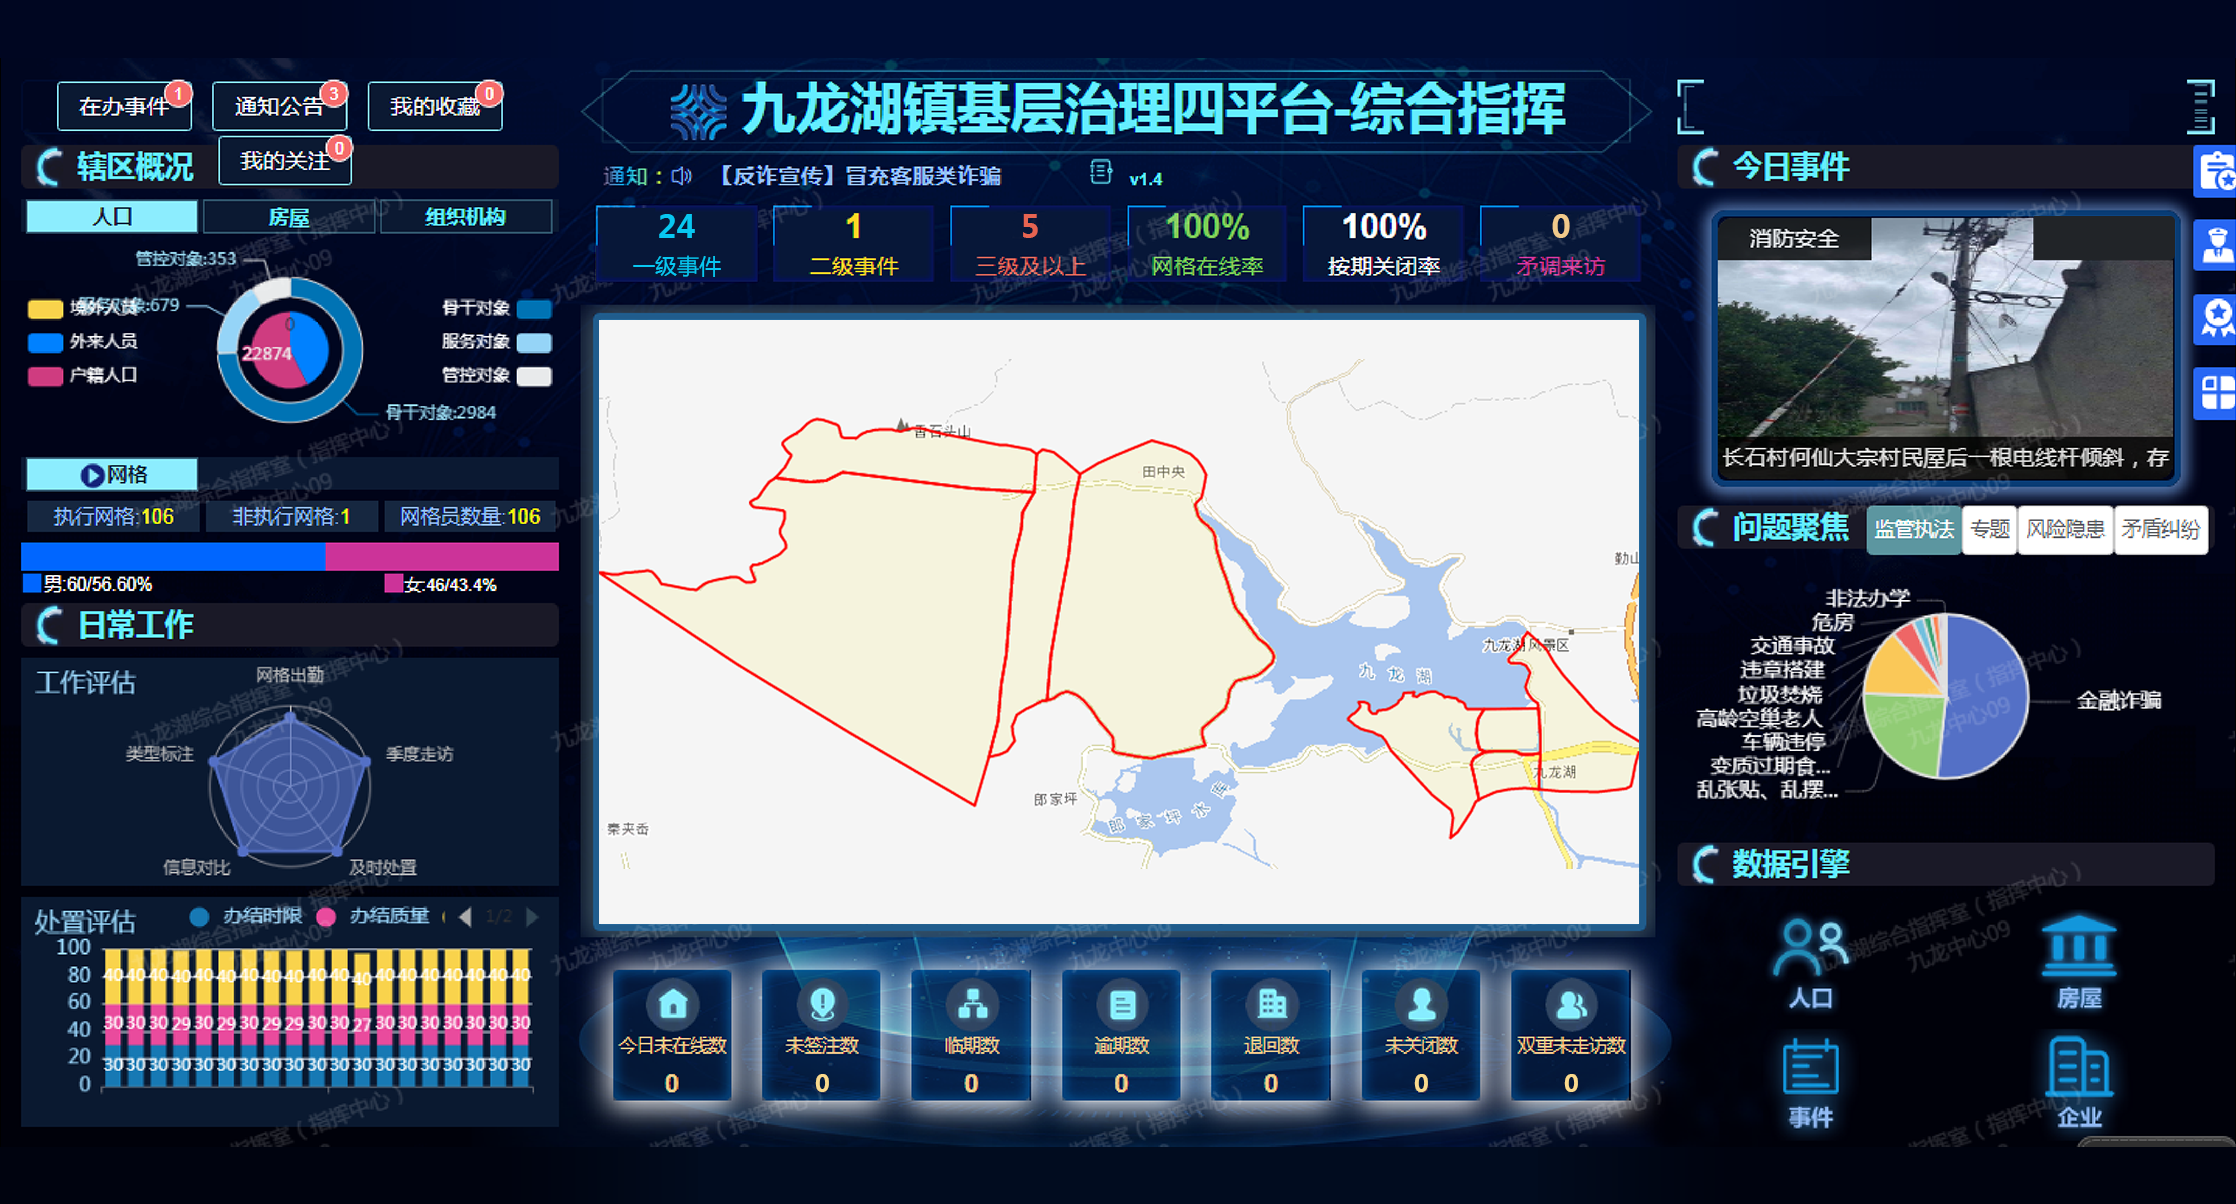 在办事件 1
通知公告 3
我的收藏 0
我的关注 0
辖区概况
人口 房屋 组织机构
管控对象:353
服务对象:679
境外人员
外来人员
户籍人口
0
22874
骨干对象
服务对象
管控对象
骨干对象:2984
网格
执行网格:106 非执行网格:1 网格员数量:106
男:60/56.60% 女:46/43.4%
日常工作
工作评估
网格出勤
类型标注
季度走访
信息对比
及时处置
处置评估
办结时限 办结质量 1/2
100
80
60
40
20
0
40 40 40 40 40 40 40 40 40 40 40 40 40 40 40 40 40 40 40
30 30 30 29 30 29 30 29 29 30 30 27 30 30 30 30 30 30 30
30 30 30 30 30 30 30 30 30 30 30 30 30 30 30 30 30 30 30
九龙湖镇基层治理四平台-综合指挥
通知： 【反诈宣传】冒充客服类诈骗 v1.4
24 1 5 100% 100% 0
一级事件 二级事件 三级及以上 网格在线率 按期关闭率 矛调来访
香石头山
田中央
勤山
九龙湖风景区
九龙湖
九龙湖
郎家坪
郎家坪水库
秦夹岙
今日未在线数 未签注数 临期数 逾期数 退回数 未关闭数 双重未走访数
0 0 0 0 0 0 0
今日事件
消防安全
长石村何仙大宗村民屋后一根电线杆倾斜，存
问题聚焦
监管执法 专题 风险隐患 矛盾纠纷
非法办学
危房
交通事故
违章搭建
垃圾焚烧
高龄空巢老人
车辆违停
变质过期食...
乱张贴、乱摆...
金融诈骗
数据引擎
人口 房屋
事件 企业
九龙湖综合指挥室（指挥中心）
九龙中心09